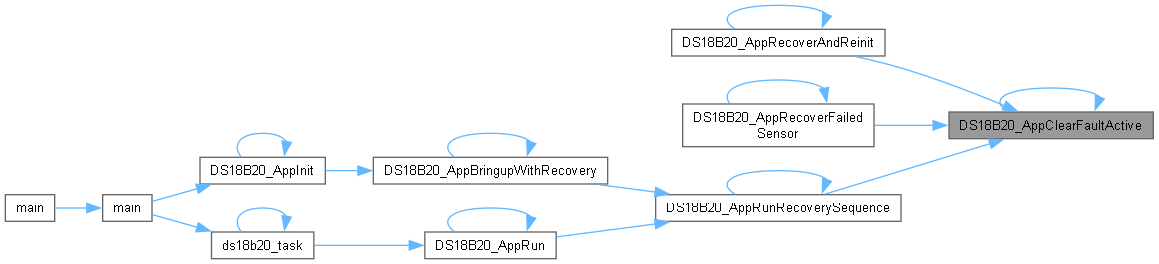 DS18B20_AppRecoverAndReinit
DS18B20_AppRecoverFailed
Sensor
DS18B20_AppClearFaultActive
DS18B20_AppInit
DS18B20_AppBringupWithRecovery
main
main
DS18B20_AppRunRecoverySequence
ds18b20_task
DS18B20_AppRun